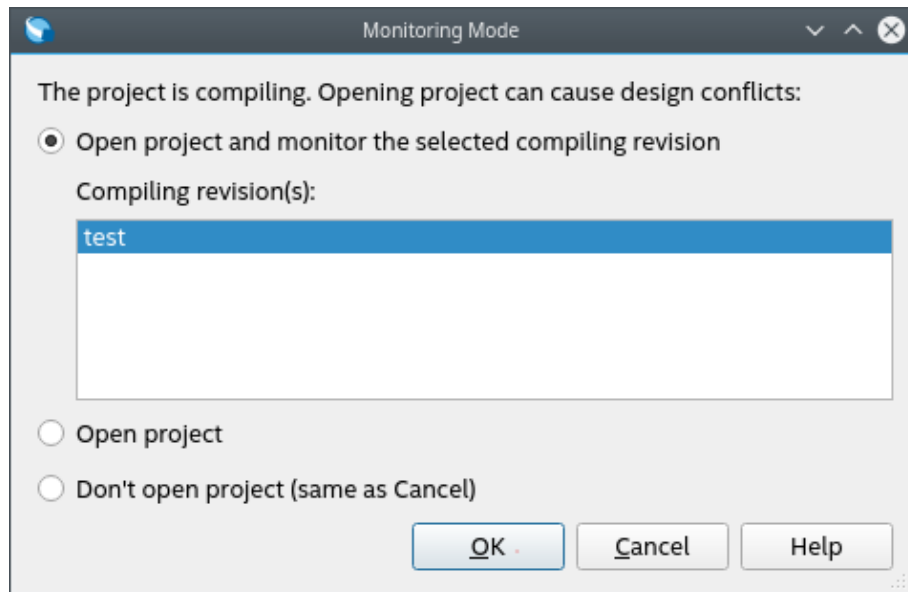 Monitoring Mode
The project is compiling. Opening project can cause design conflicts:
Open project and monitor the selected compiling revision
Compiling revision(s):
test
Open project
Don't open project (same as Cancel)
OK Cancel Help